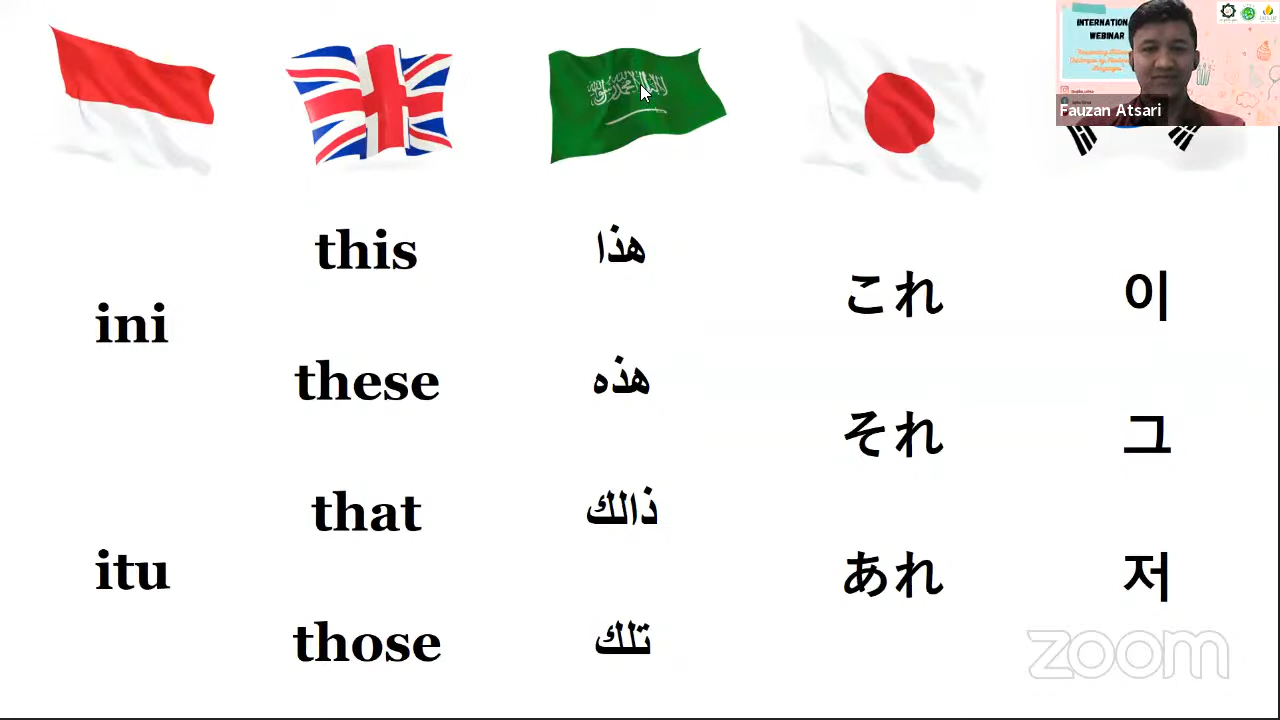 INTERNATION
WEBINAR
Fauzan Atsari
this
هذا
これ
이
ini
these
هذه
それ
그
that
ذالك
あれ
저
itu
those
تلك
zoom